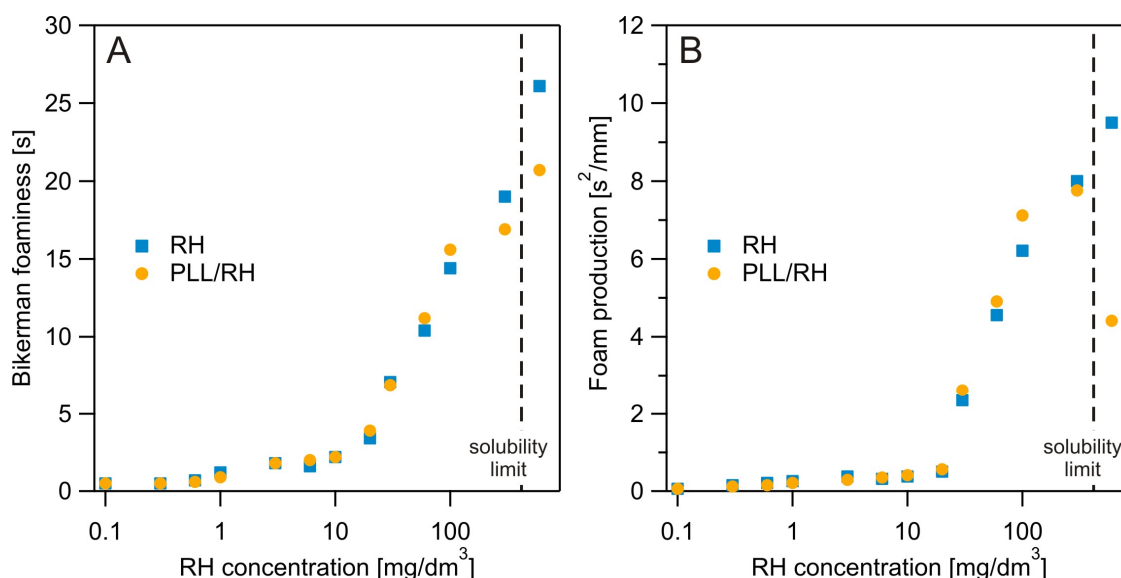 A
30
25
20
15
10
5
0
Bikerman foaminess [s]
RH
PLL/RH
solubility
limit
0.1
1
10
100
RH concentration [mg/dm³]
B
12
10
8
6
4
2
0
Foam production [s²/mm]
RH
PLL/RH
solubility
limit
0.1
1
10
100
RH concentration [mg/dm³]